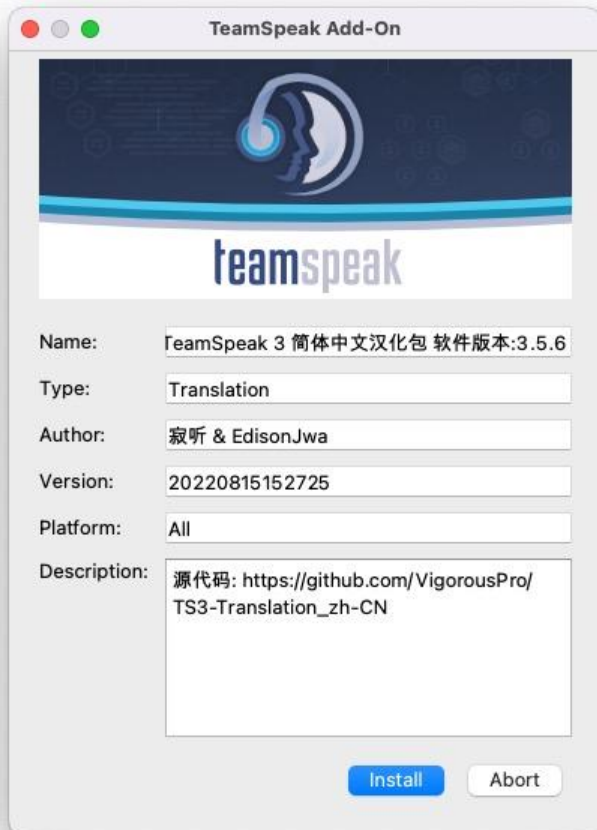 TeamSpeak Add-On
teamspeak
Name: TeamSpeak 3 简体中文汉化包 软件版本:3.5.6
Type: Translation
Author: 寂听 & EdisonJwa
Version: 20220815152725
Platform: All
Description: 源代码: https://github.com/VigorousPro/
TS3-Translation_zh-CN
Install Abort